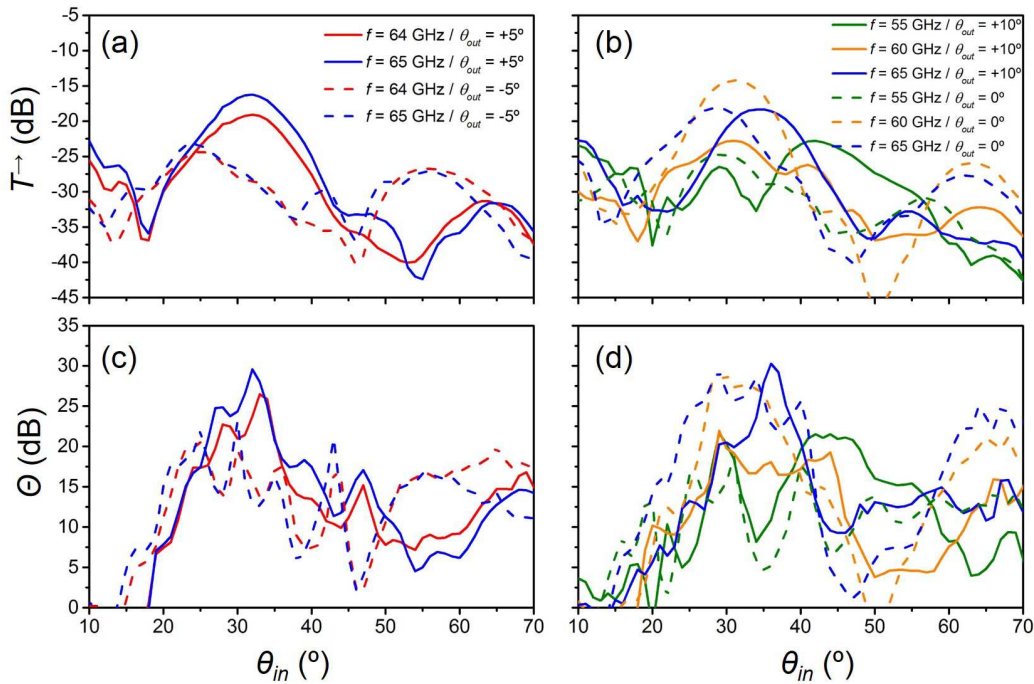 (a)
f = 64 GHz / θout = +5º
f = 65 GHz / θout = +5º
f = 64 GHz / θout = -5º
f = 65 GHz / θout = -5º
T→ (dB)
-5
-10
-15
-20
-25
-30
-35
-40
-45
(b)
f = 55 GHz / θout = +10º
f = 60 GHz / θout = +10º
f = 65 GHz / θout = +10º
f = 55 GHz / θout = 0º
f = 60 GHz / θout = 0º
f = 65 GHz / θout = 0º
(c)
Θ (dB)
35
30
25
20
15
10
5
0
10 20 30 40 50 60 70
θin (º)
(d)
10 20 30 40 50 60 70
θin (º)